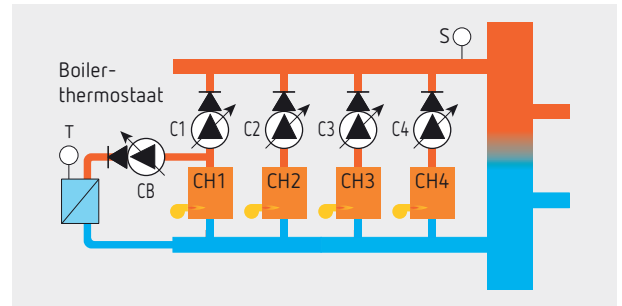 S
Boiler-
thermostaat
T
C1
C2
C3
C4
CB
CH1
CH2
CH3
CH4